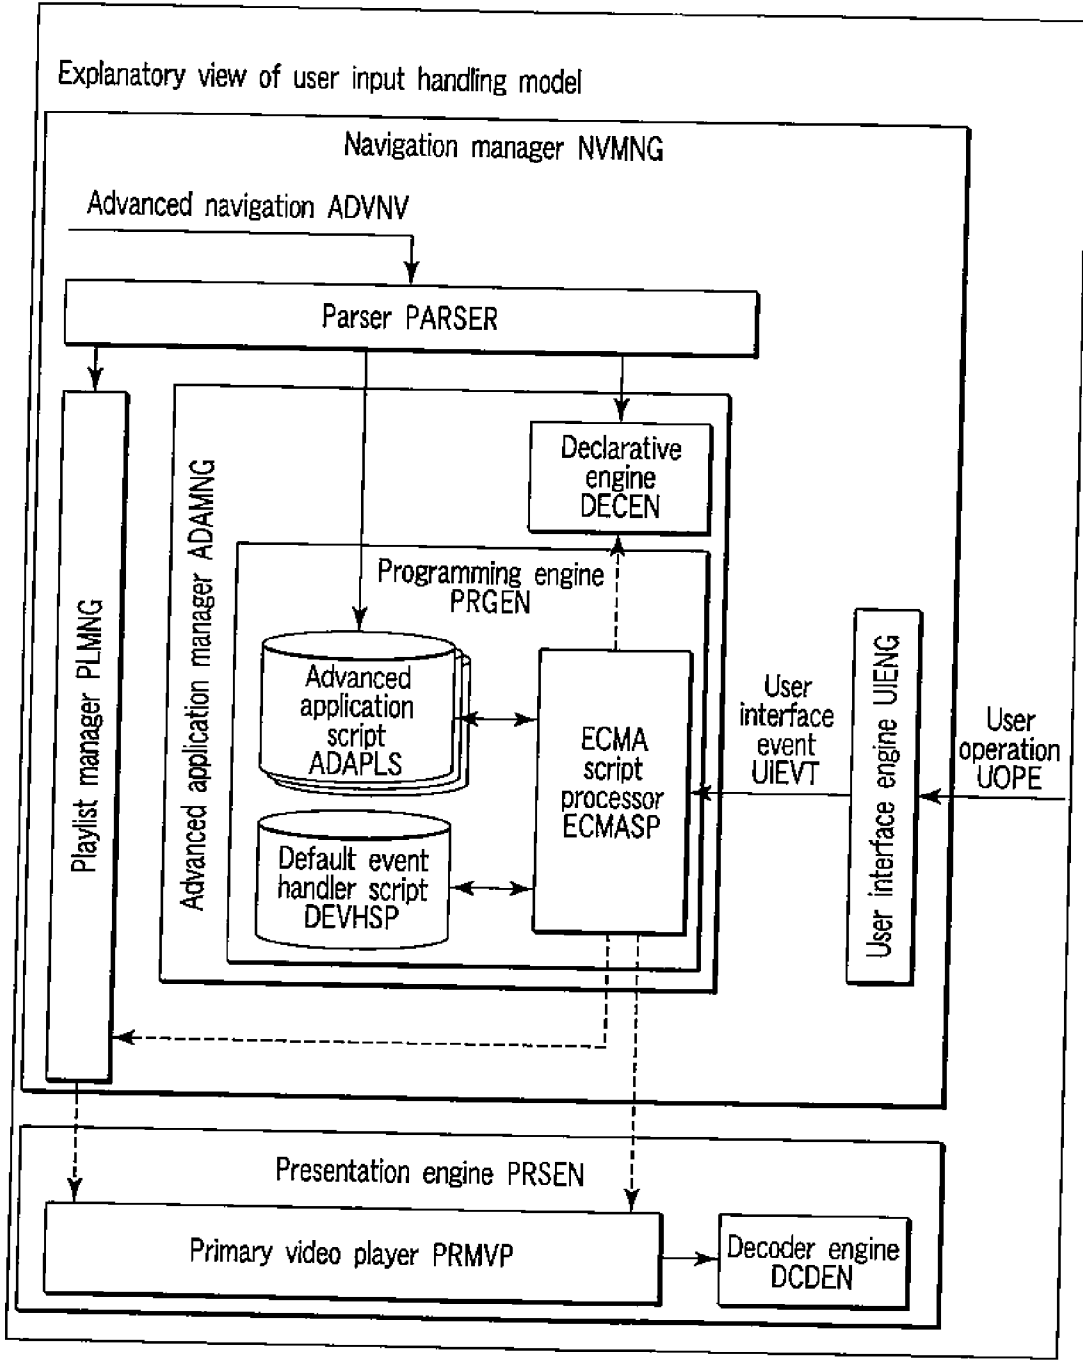 Explanatory view of user input handling model
Navigation manager NVMNG
Advanced navigation ADVNV
Parser PARSER
Playlist manager PLMNG
Advanced application manager ADAMNG
Declarative
engine
DECEN
Programming engine
PRGEN
Advanced
application
script
ADAPLS
Default event
handler script
DEVHSP
ECMA
script
processor
ECMASP
User
interface
event
UIEVT
User interface engine UIENG
User
operation
UOPE
Presentation engine PRSEN
Primary video player PRMVP
Decoder engine
DCDEN